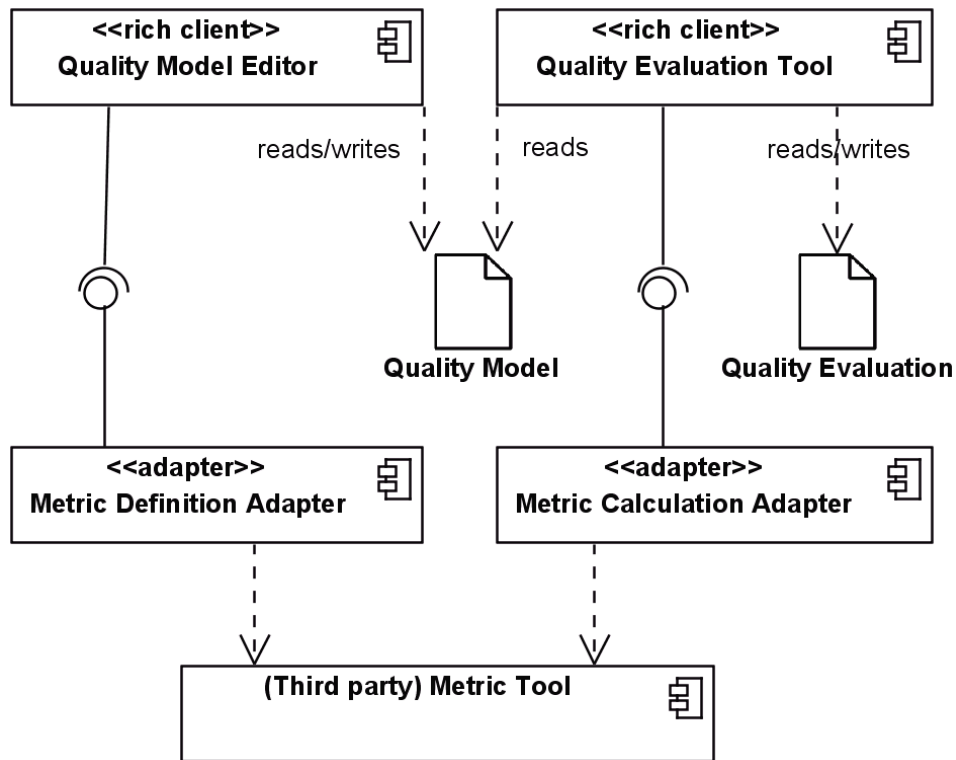 <<rich client>>
Quality Model Editor
<<rich client>>
Quality Evaluation Tool
reads/writes
reads
reads/writes
Quality Model
Quality Evaluation
<<adapter>>
Metric Definition Adapter
<<adapter>>
Metric Calculation Adapter
(Third party) Metric Tool